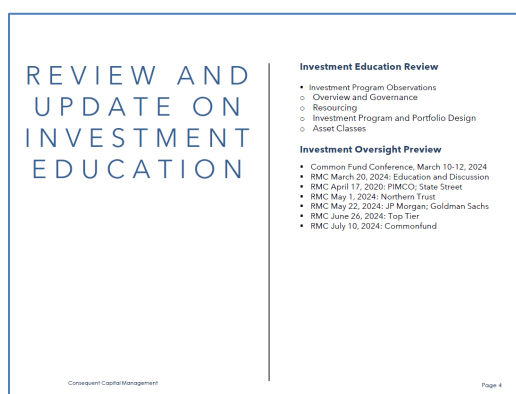 REVIEW AND
UPDATE ON
INVESTMENT
EDUCATION
Investment Education Review
▪ Investment Program Observations
o Overview and Governance
o Resourcing
o Investment Program and Portfolio Design
o Asset Classes
Investment Oversight Preview
▪ Common Fund Conference, March 10-12, 2024
▪ RMC March 20, 2024: Education and Discussion
▪ RMC April 17, 2020: PIMCO; State Street
▪ RMC May 1, 2024: Northern Trust
▪ RMC May 22, 2024: JP Morgan; Goldman Sachs
▪ RMC June 26, 2024: Top Tier
▪ RMC July 10, 2024: Commonfund
Consequent Capital Management
Page 4